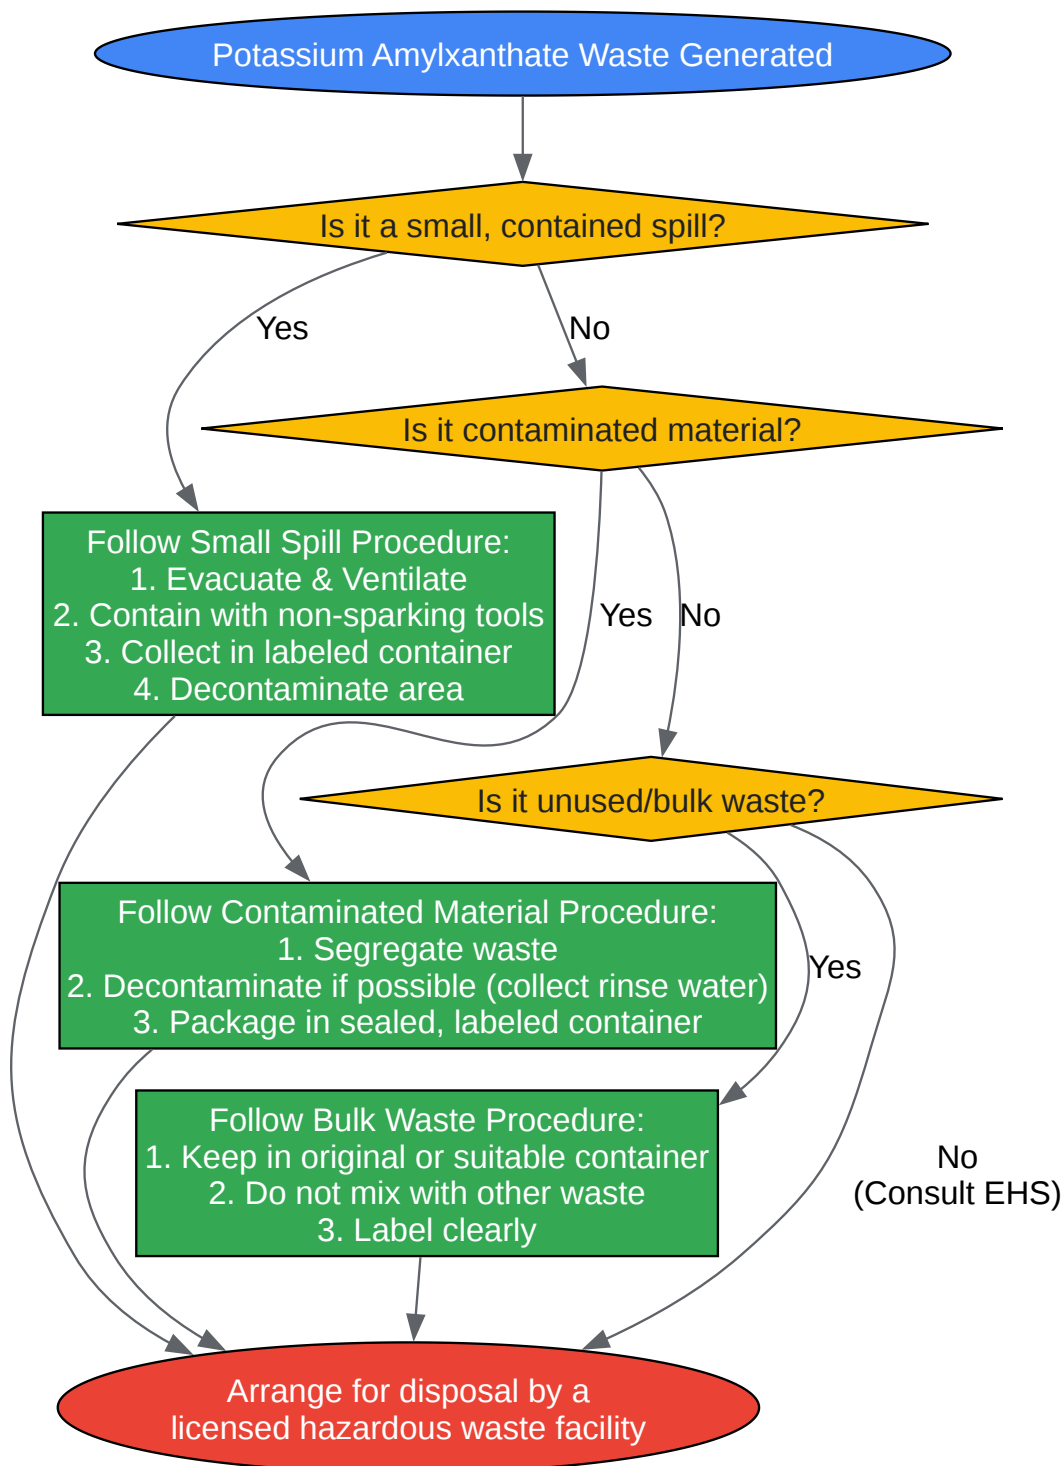 Potassium Amylxanthate Waste Generated
Is it a small, contained spill?
Yes
No
Is it contaminated material?
Follow Small Spill Procedure:
1. Evacuate & Ventilate
2. Contain with non-sparking tools
3. Collect in labeled container
4. Decontaminate area
Yes
No
Is it unused/bulk waste?
Follow Contaminated Material Procedure:
1. Segregate waste
2. Decontaminate if possible (collect rinse water)
3. Package in sealed, labeled container
Yes
Follow Bulk Waste Procedure:
1. Keep in original or suitable container
2. Do not mix with other waste
3. Label clearly
No
(Consult EHS)
Arrange for disposal by a
licensed hazardous waste facility